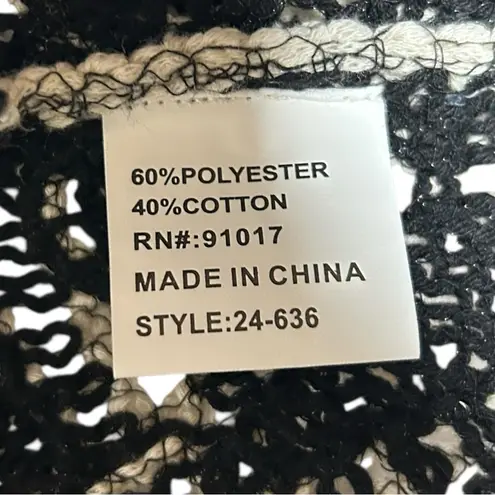 60%POLYESTER
40%COTTON
RN#:91017
MADE IN CHINA
STYLE:24-636